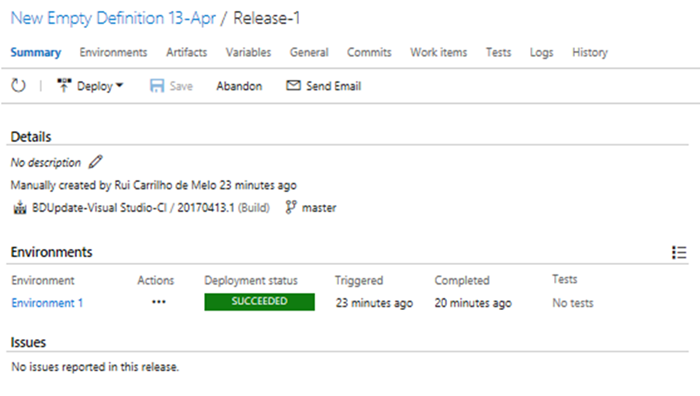 New Empty Definition 13-Apr / Release-1
Summary Environments Artifacts Variables General Commits Work items Tests Logs History
Deploy Save Abandon Send Email
Details
No description
Manually created by Rui Carrilho de Melo 23 minutes ago
BDUpdate-Visual Studio-CI / 20170413.1 (Build) master
Environments
Environment Actions Deployment status Triggered Completed Tests
Environment 1 ••• SUCCEEDED 23 minutes ago 20 minutes ago No tests
Issues
No issues reported in this release.